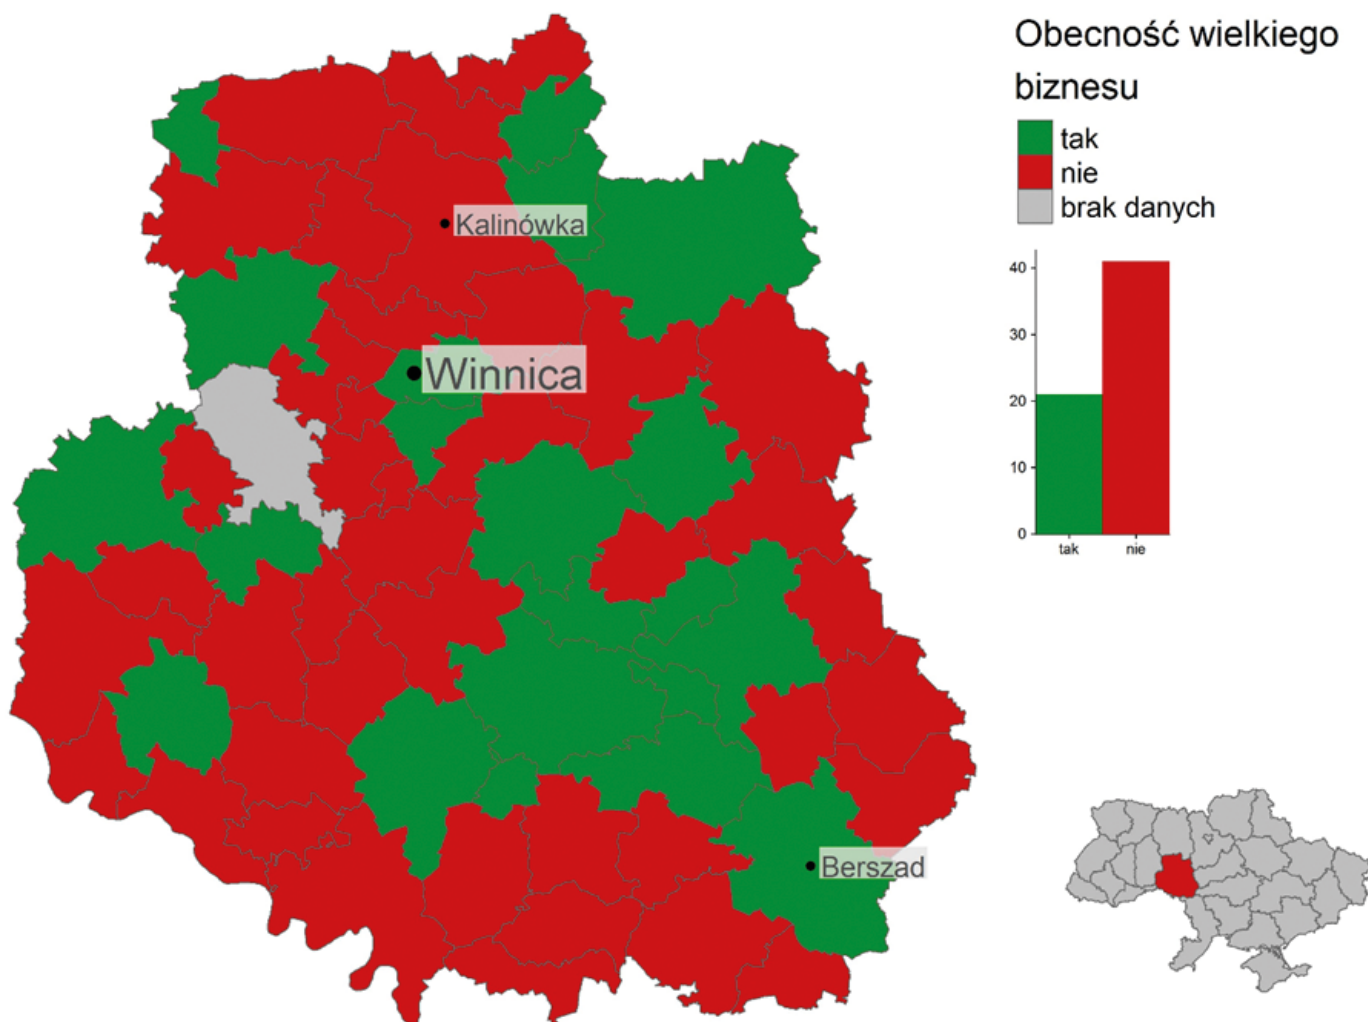 Obecność wielkiego
biznesu
tak
nie
brak danych
40
30
20
10
0
tak nie
Kalinówka
Winnica
Berszad